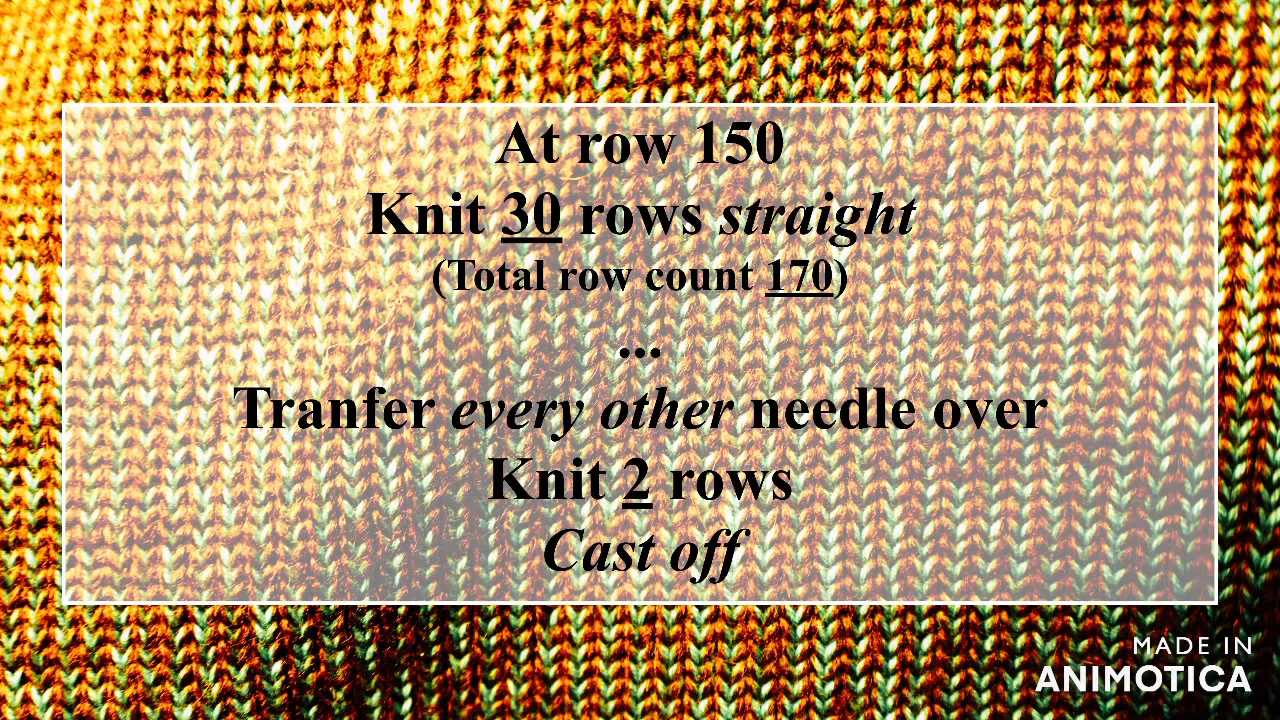 At row 150
Knit 30 rows straight
(Total row count 170)
...
Tranfer every other needle over
Knit 2 rows
Cast off
MADE IN
ANIMOTICA